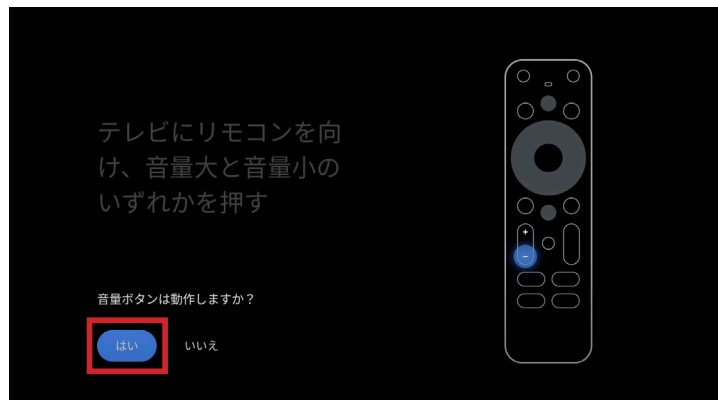 テレビにリモコンを向
け、音量大と音量小の
いずれかを押す
+
−
音量ボタンは動作しますか？
はい
いいえ